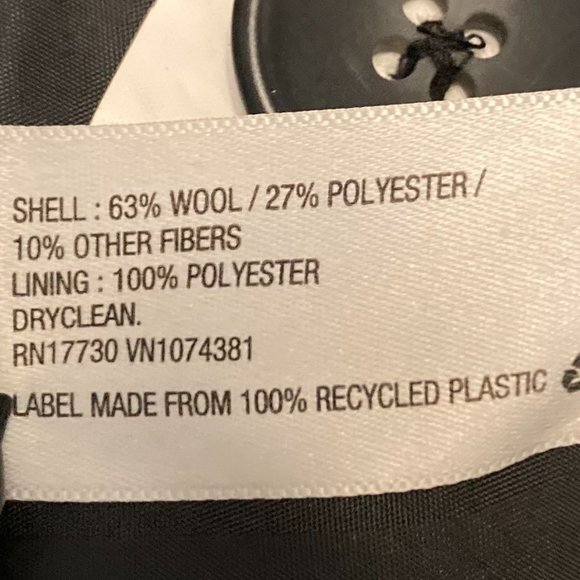 SHELL : 63% WOOL / 27% POLYESTER /
10% OTHER FIBERS
LINING : 100% POLYESTER
DRYCLEAN.
RN17730 VN1074381
LABEL MADE FROM 100% RECYCLED PLASTIC